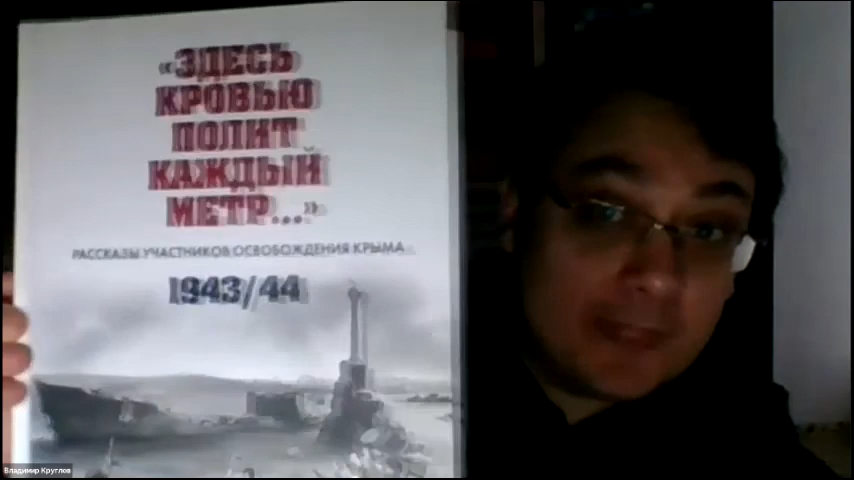 «ЗДЕСЬ
КРОВЬЮ
ПОЛИТ
КАЖДЫЙ
МЕТР...»
РАССКАЗЫ УЧАСТНИКОВ ОСВОБОЖДЕНИЯ КРЫМА
1943/44
Владимир Круглов